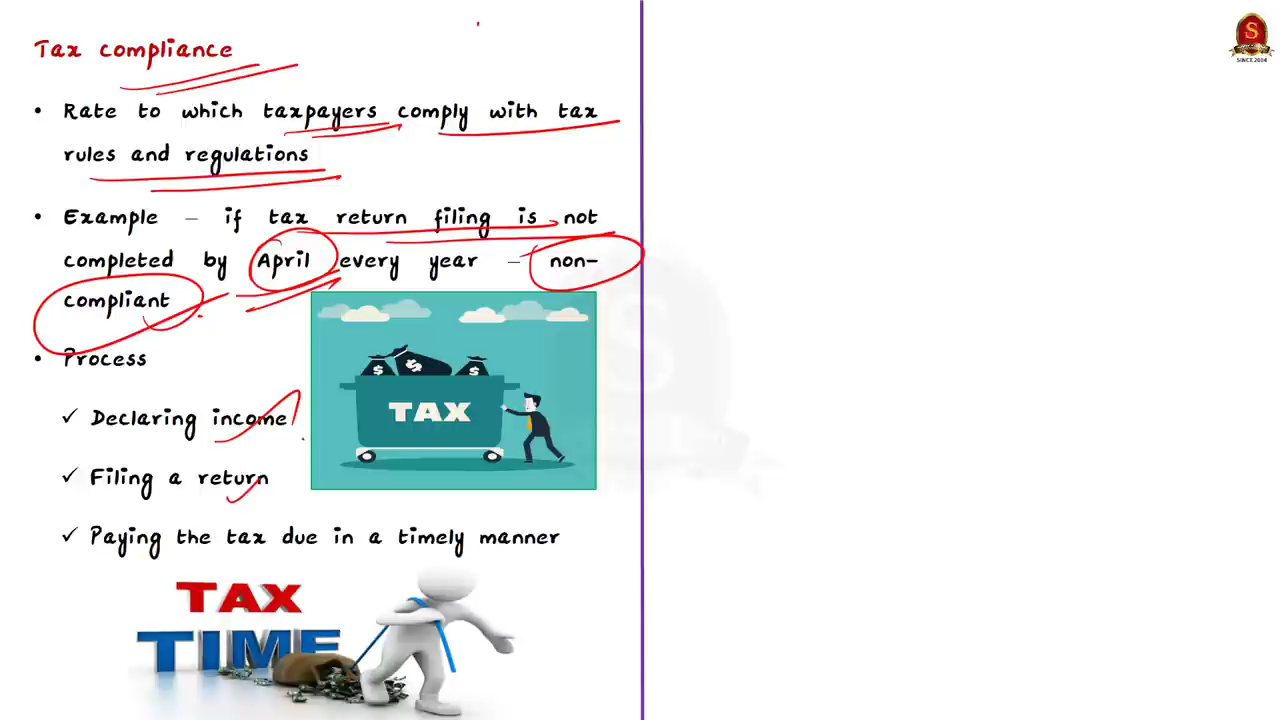 Tax compliance
• Rate to which taxpayers comply with tax
rules and regulations
• Example – if tax return filing is not
completed by April every year – non-
compliant
• Process
✓ Declaring income
$ $ $
TAX
✓ Filing a return
✓ Paying the tax due in a timely manner
TAX
TIME
S
SINCE 2004